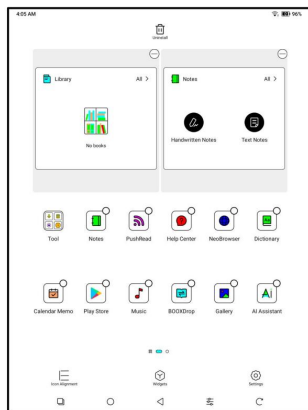 4:05 AM 96%
Uninstall
Library All >
Notes All >
No books
Handwritten Notes Text Notes
Tool Notes PushRead Help Center NeoBrowser Dictionary
Calendar Memo Play Store Music BOOXDrop Gallery AI Assistant
Ai
Icon Alignment Widgets Settings